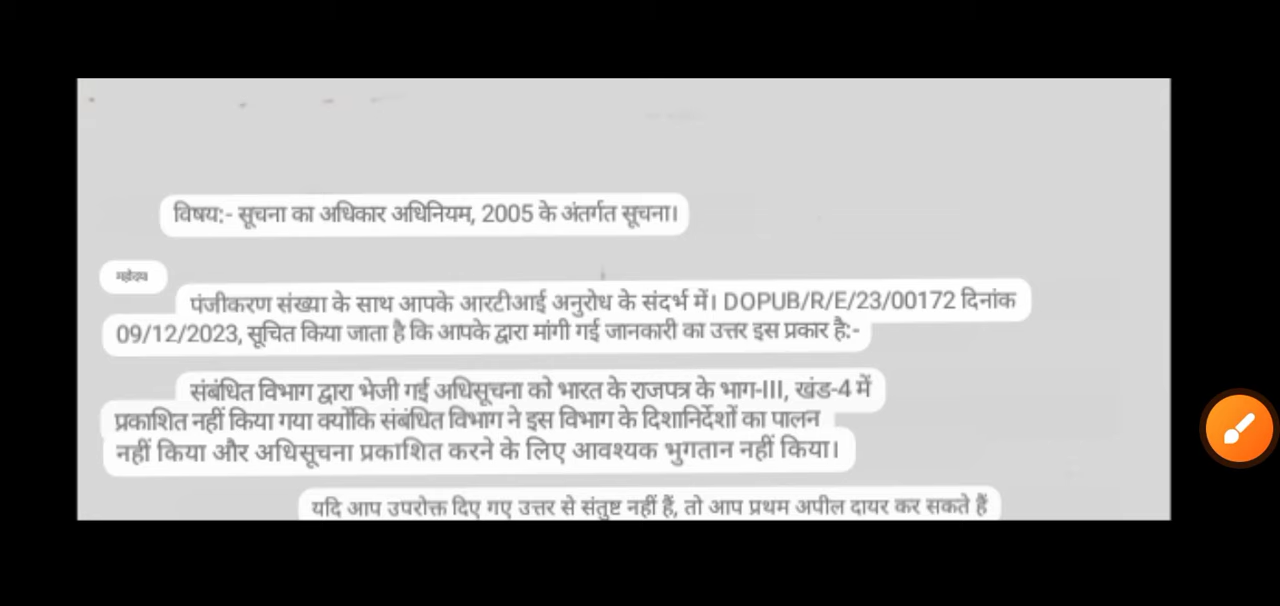 विषय:- सूचना का अधिकार अधिनियम, 2005 के अंतर्गत सूचना।
महोदय
पंजीकरण संख्या के साथ आपके आरटीआई अनुरोध के संदर्भ में। DOPUB/R/E/23/00172 दिनांक
09/12/2023, सूचित किया जाता है कि आपके द्वारा मांगी गई जानकारी का उत्तर इस प्रकार है:-
संबंधित विभाग द्वारा भेजी गई अधिसूचना को भारत के राजपत्र के भाग-III, खंड-4 में
प्रकाशित नहीं किया गया क्योंकि संबंधित विभाग ने इस विभाग के दिशानिर्देशों का पालन
नहीं किया और अधिसूचना प्रकाशित करने के लिए आवश्यक भुगतान नहीं किया।
यदि आप उपरोक्त दिए गए उत्तर से संतुष्ट नहीं हैं, तो आप प्रथम अपील दायर कर सकते हैं